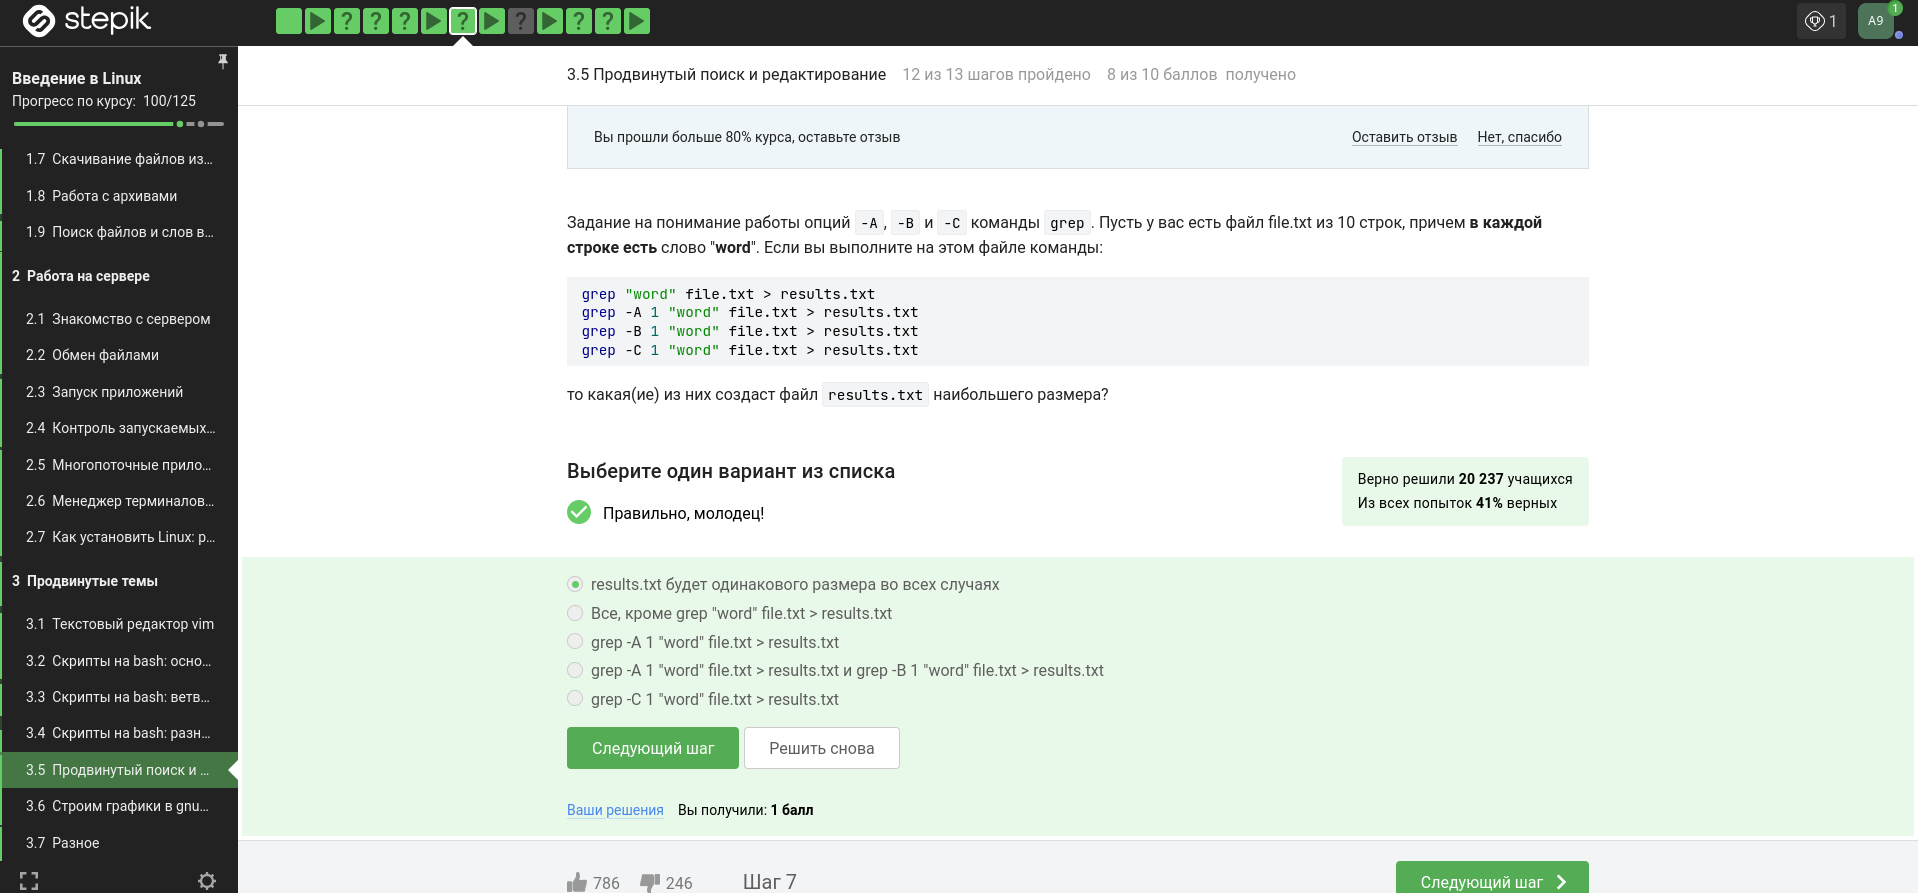 stepik
? ? ? ? ? ? ?
1
A9
1
Введение в Linux
Прогресс по курсу: 100/125
1.7 Скачивание файлов из...
1.8 Работа с архивами
1.9 Поиск файлов и слов в...
2 Работа на сервере
2.1 Знакомство с сервером
2.2 Обмен файлами
2.3 Запуск приложений
2.4 Контроль запускаемых...
2.5 Многопоточные прило...
2.6 Менеджер терминалов...
2.7 Как установить Linux: р...
3 Продвинутые темы
3.1 Текстовый редактор vim
3.2 Скрипты на bash: осно...
3.3 Скрипты на bash: ветв...
3.4 Скрипты на bash: разн...
3.5 Продвинутый поиск и ...
3.6 Строим графики в gnu...
3.7 Разное
3.5 Продвинутый поиск и редактирование 12 из 13 шагов пройдено 8 из 10 баллов получено
Вы прошли больше 80% курса, оставьте отзыв Оставить отзыв Нет, спасибо
Задание на понимание работы опций -A, -B и -C команды grep. Пусть у вас есть файл file.txt из 10 строк, причем в каждой
строке есть слово "word". Если вы выполните на этом файле команды:
grep "word" file.txt > results.txt
grep -A 1 "word" file.txt > results.txt
grep -B 1 "word" file.txt > results.txt
grep -C 1 "word" file.txt > results.txt
то какая(ие) из них создаст файл results.txt наибольшего размера?
Выберите один вариант из списка
Правильно, молодец!
Верно решили 20 237 учащихся
Из всех попыток 41% верных
results.txt будет одинакового размера во всех случаях
Все, кроме grep "word" file.txt > results.txt
grep -A 1 "word" file.txt > results.txt
grep -A 1 "word" file.txt > results.txt и grep -B 1 "word" file.txt > results.txt
grep -C 1 "word" file.txt > results.txt
Следующий шаг Решить снова
Ваши решения Вы получили: 1 балл
786 246 Шаг 7 Следующий шаг